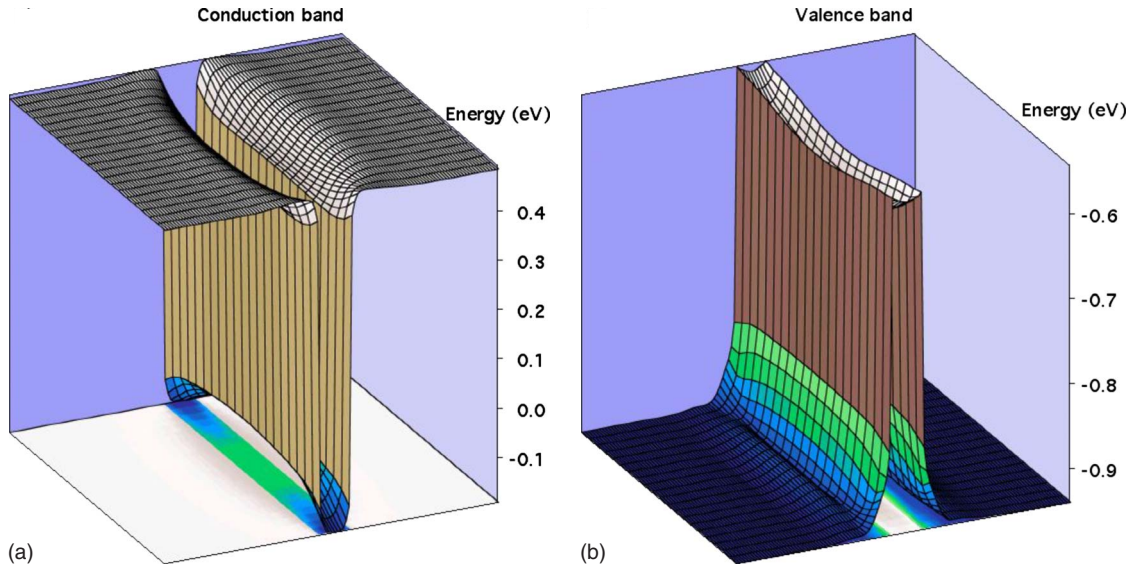 Conduction band
Energy (eV)
0.4
0.3
0.2
0.1
0.0
-0.1
(a)
Valence band
Energy (eV)
-0.6
-0.7
-0.8
-0.9
(b)